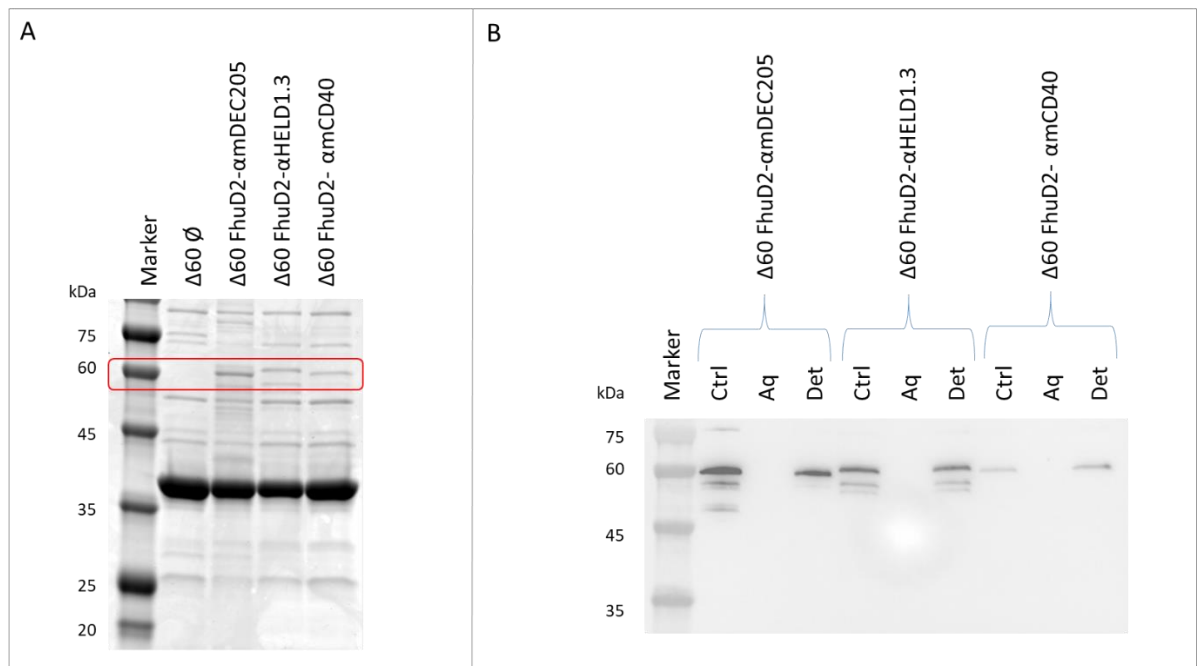 A
Marker
Δ60 Ø
Δ60 FhuD2-αmDEC205
Δ60 FhuD2-αHELD1.3
Δ60 FhuD2- αmCD40
kDa
75
60
45
35
25
20
B
Δ60 FhuD2-αmDEC205
Δ60 FhuD2-αHELD1.3
Δ60 FhuD2- αmCD40
kDa
Marker
Ctrl
Aq
Det
Ctrl
Aq
Det
Ctrl
Aq
Det
75
60
45
35